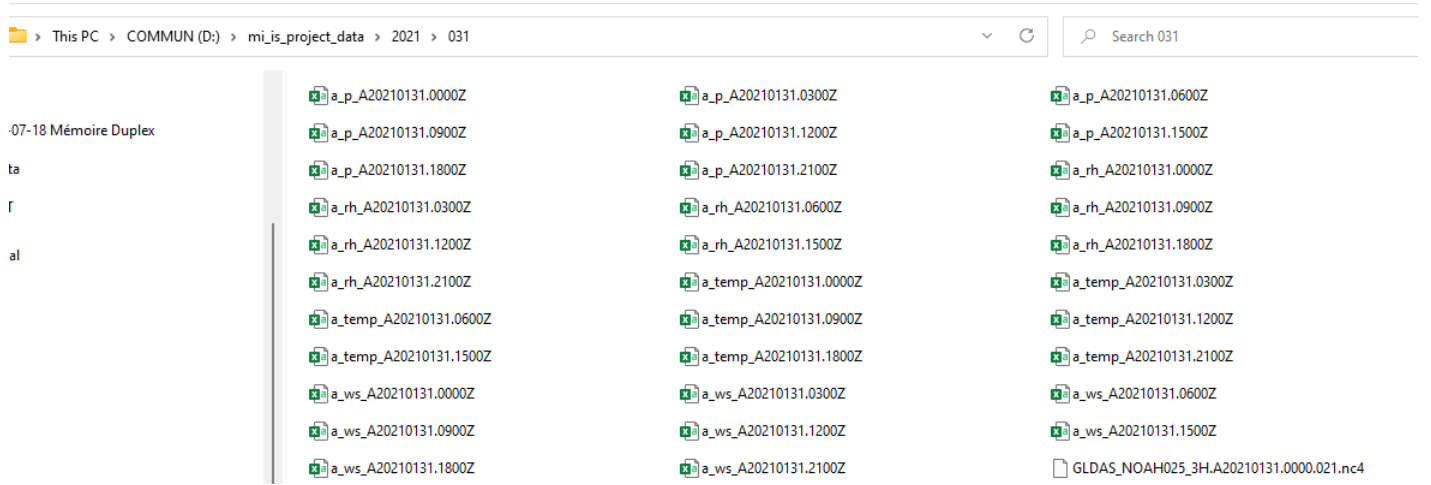 This PC > COMMUN (D:) > mi_is_project_data > 2021 > 031
Search 031
a_p_A20210131.0000Z a_p_A20210131.0300Z a_p_A20210131.0600Z
-07-18 Mémoire Duplex
a_p_A20210131.0900Z a_p_A20210131.1200Z a_p_A20210131.1500Z
ta
a_p_A20210131.1800Z a_p_A20210131.2100Z a_rh_A20210131.0000Z
a_rh_A20210131.0300Z a_rh_A20210131.0600Z a_rh_A20210131.0900Z
al
a_rh_A20210131.1200Z a_rh_A20210131.1500Z a_rh_A20210131.1800Z
a_rh_A20210131.2100Z a_temp_A20210131.0000Z a_temp_A20210131.0300Z
a_temp_A20210131.0600Z a_temp_A20210131.0900Z a_temp_A20210131.1200Z
a_temp_A20210131.1500Z a_temp_A20210131.1800Z a_temp_A20210131.2100Z
a_ws_A20210131.0000Z a_ws_A20210131.0300Z a_ws_A20210131.0600Z
a_ws_A20210131.0900Z a_ws_A20210131.1200Z a_ws_A20210131.1500Z
a_ws_A20210131.1800Z a_ws_A20210131.2100Z GLDAS_NOAH025_3H.A20210131.0000.021.nc4